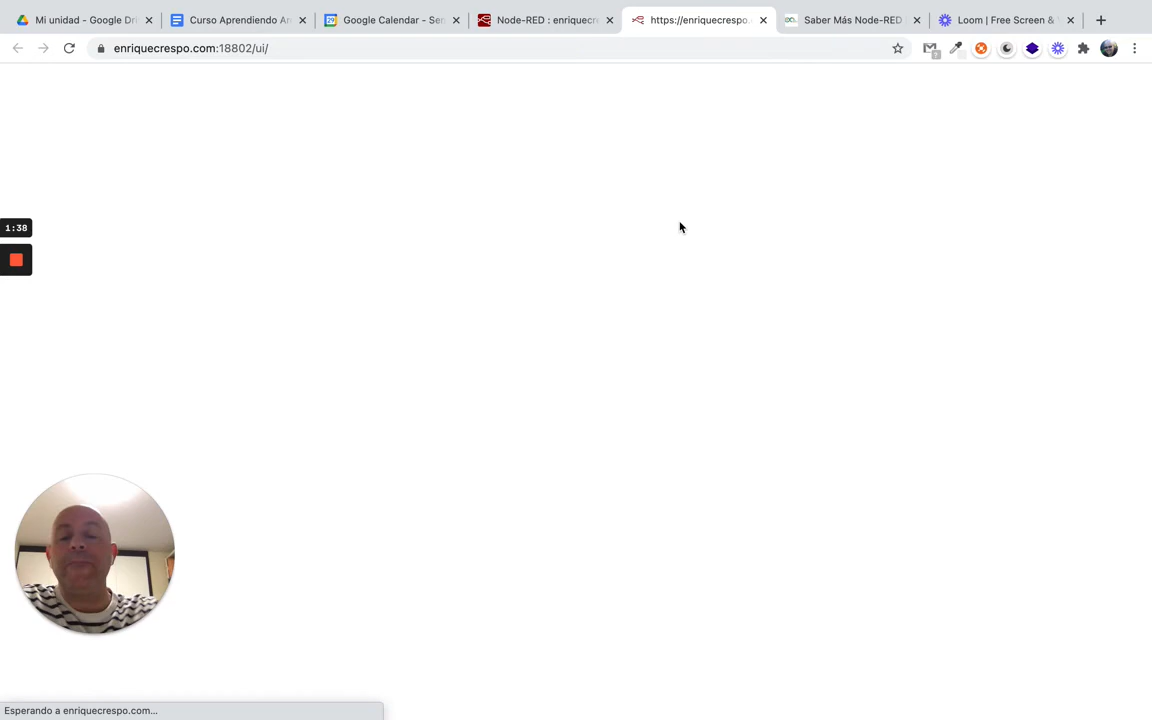 Mi unidad - Google Dri
Curso Aprendiendo Ar
Google Calendar - Sen
Node-RED : enriquecr
https://enriquecrespo.
Saber Más Node-RED
Loom | Free Screen &
enriquecrespo.com:18802/ui/
1:38
Esperando a enriquecrespo.com...